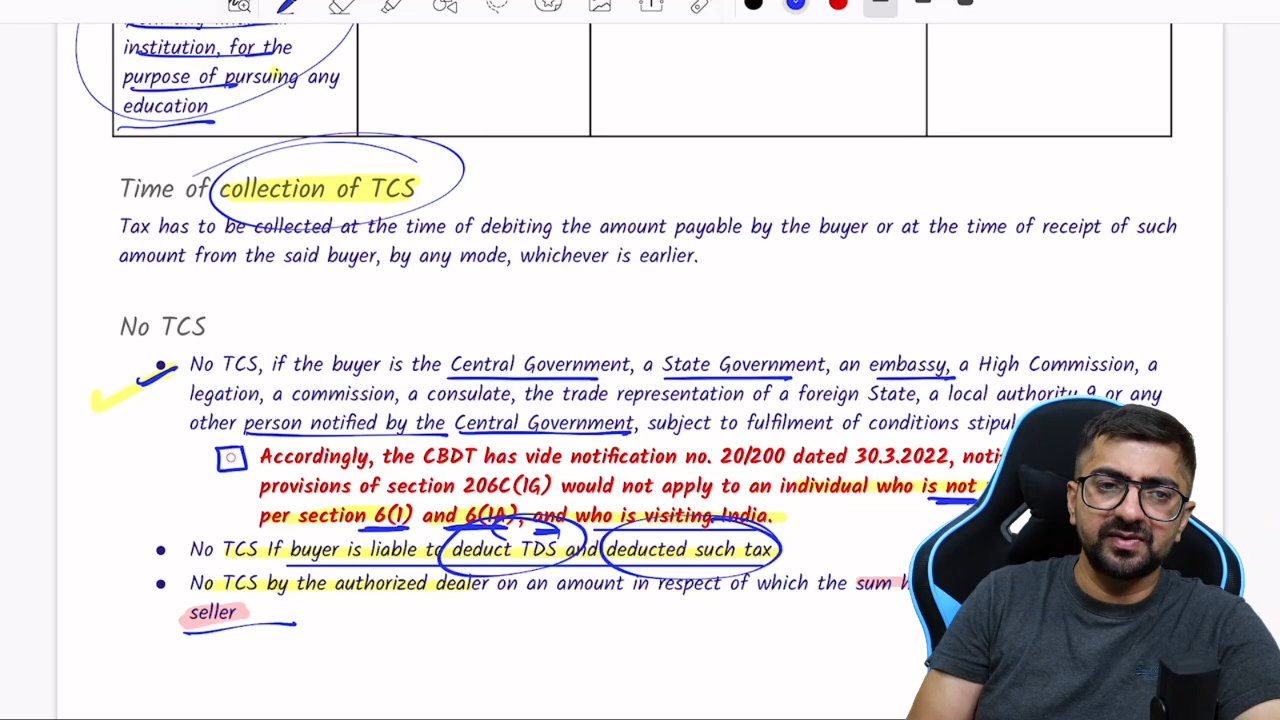 institution, for the
purpose of pursuing any
education
Time of collection of TCS
Tax has to be collected at the time of debiting the amount payable by the buyer or at the time of receipt of such
amount from the said buyer, by any mode, whichever is earlier.
No TCS
No TCS, if the buyer is the Central Government, a State Government, an embassy, a High Commission, a
legation, a commission, a consulate, the trade representation of a foreign State, a local authority 9 or any
other person notified by the Central Government, subject to fulfilment of conditions
Accordingly, the CBDT has vide notification no. 20/200 dated 30.3.2022,
provisions of section 206C(1G) would not apply to an individual who is not
per section 6(1) and 6(1A), and who is visiting India.
No TCS If buyer is liable to deduct TDS and deducted such tax
No TCS by the authorized dealer on an amount in respect of which the sum
seller